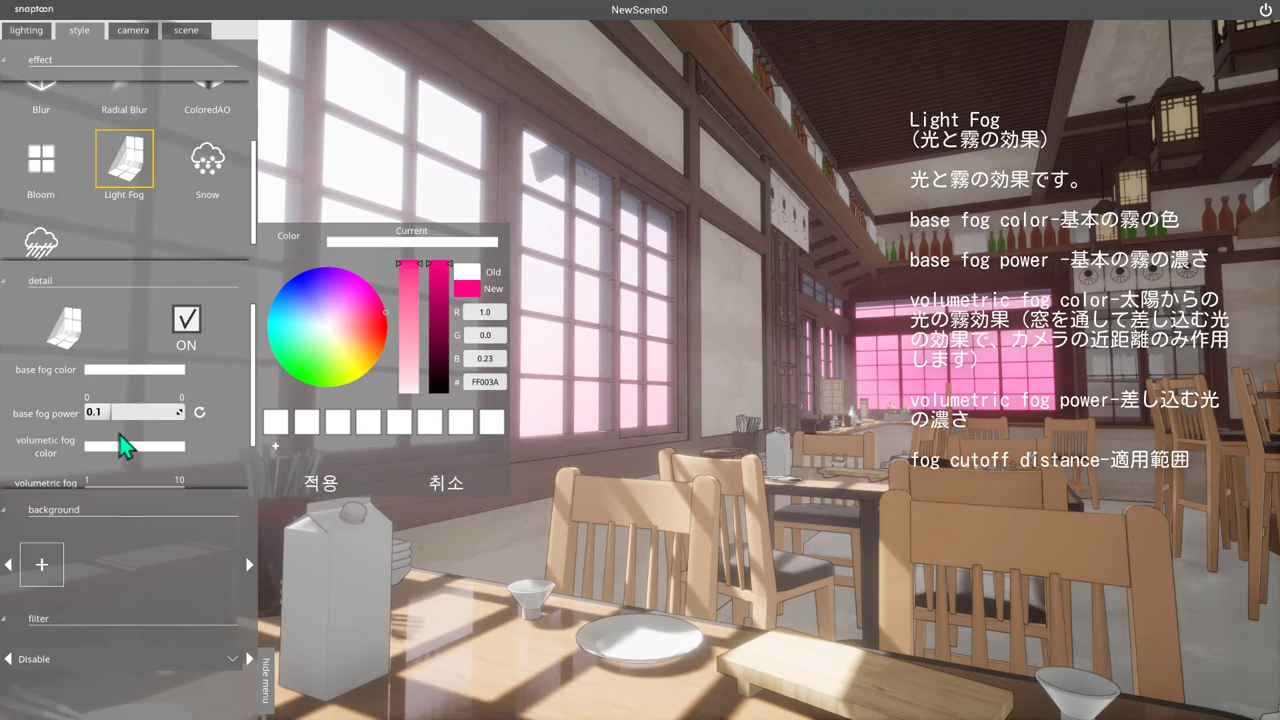 snaptoon
NewScene0
lighting
style
camera
scene
effect
Blur
Radial Blur
ColoredAO
Bloom
Light Fog
Snow
detail
ON
base fog color
0
0
base fog power
0.1
volumetic fog
color
volumetric fog
1
10
background
+
filter
Disable
hide menu
Color
Current
Old
New
R
1.0
G
0.0
B
0.23
#
FF003A
+
적용
취소
Light Fog
（光と霧の効果）
光と霧の効果です。
base fog color-基本の霧の色
base fog power -基本の霧の濃さ
volumetric fog color-太陽からの
光の霧効果（窓を通して差し込む光
の効果で、カメラの近距離のみ作用
します）
volumetric fog power-差し込む光
の濃さ
fog cutoff distance-適用範囲